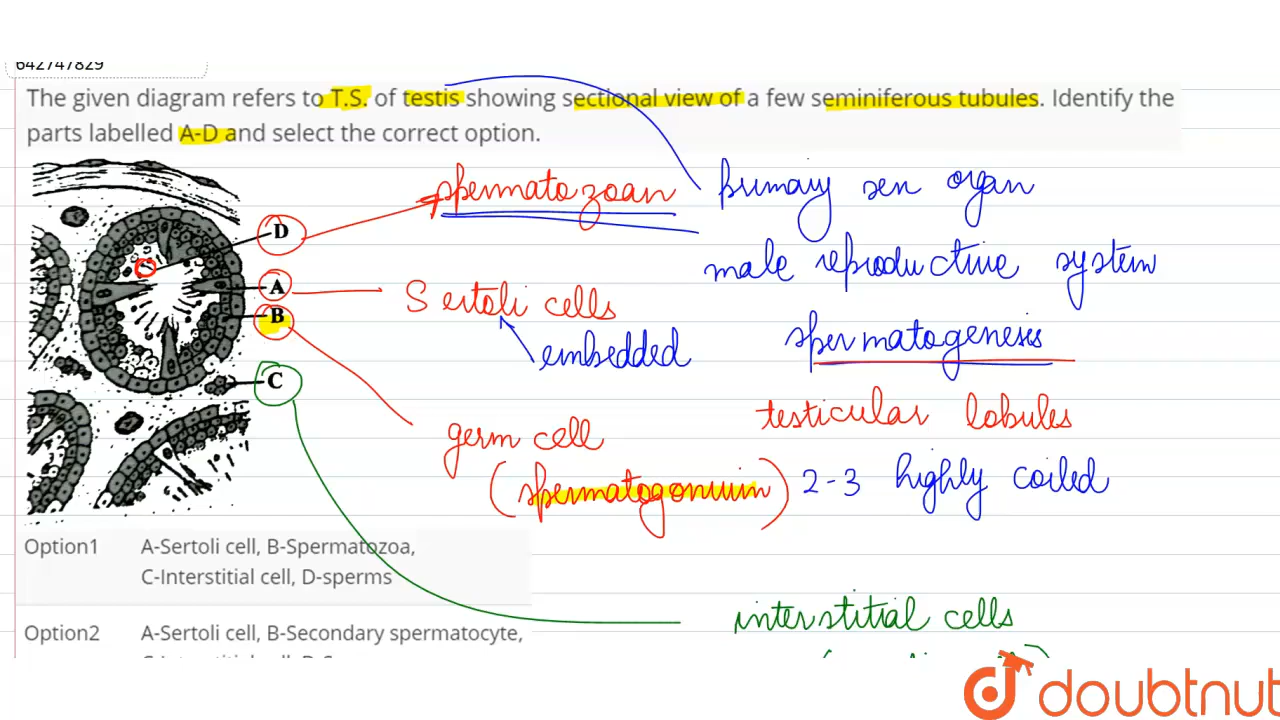 642747829
The given diagram refers to T.S. of testis showing sectional view of a few seminiferous tubules. Identify the
parts labelled A-D and select the correct option.
D
A
B
C
spermatozoan
Sertoli cells
embedded
germ cell
(spermatogonium)
primary sex organ
male reproductive system
spermatogenesis
testicular lobules
2-3 highly coiled
interstitial cells
Option1 A-Sertoli cell, B-Spermatozoa,
C-Interstitial cell, D-sperms
Option2 A-Sertoli cell, B-Secondary spermatocyte,
doubtnut